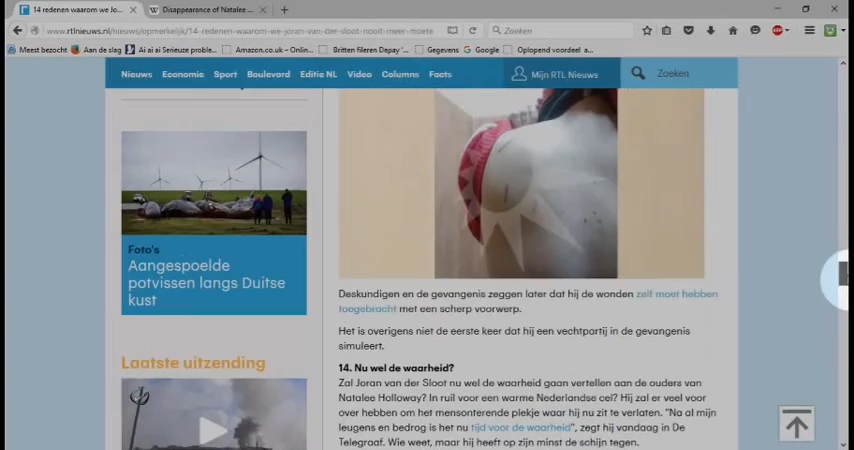 14 redenen waarom we Jo...
Disappearance of Natalee ...
www.rtlnieuws.nl/nieuws/opmerkelijk/14-redenen-waarom-we-joran-van-der-sloot-nooit-meer-moete
Zoeken
Meest bezocht Aan de slag Ai ai ai Serieuze proble... Amazon.co.uk – Onlin... Britten fileren Depay '... Gegevens Google Oplopend voordeel a...
Nieuws Economie Sport Boulevard Editie NL Video Columns Facts Mijn RTL Nieuws Zoeken
Foto's
Aangespoelde
potvissen langs Duitse
kust
Laatste uitzending
Deskundigen en de gevangenis zeggen later dat hij de wonden zelf moet hebben
toegebracht met een scherp voorwerp.
Het is overigens niet de eerste keer dat hij een vechtpartij in de gevangenis
simuleert.
14. Nu wel de waarheid?
Zal Joran van der Sloot nu wel de waarheid gaan vertellen aan de ouders van
Natalee Holloway? In ruil voor een warme Nederlandse cel? Hij zal er veel voor
over hebben om het mensonterende plekje waar hij nu zit te verlaten. "Na al mijn
leugens en bedrog is het nu tijd voor de waarheid", zegt hij vandaag in De
Telegraaf. Wie weet, maar hij heeft op zijn minst de schijn tegen.